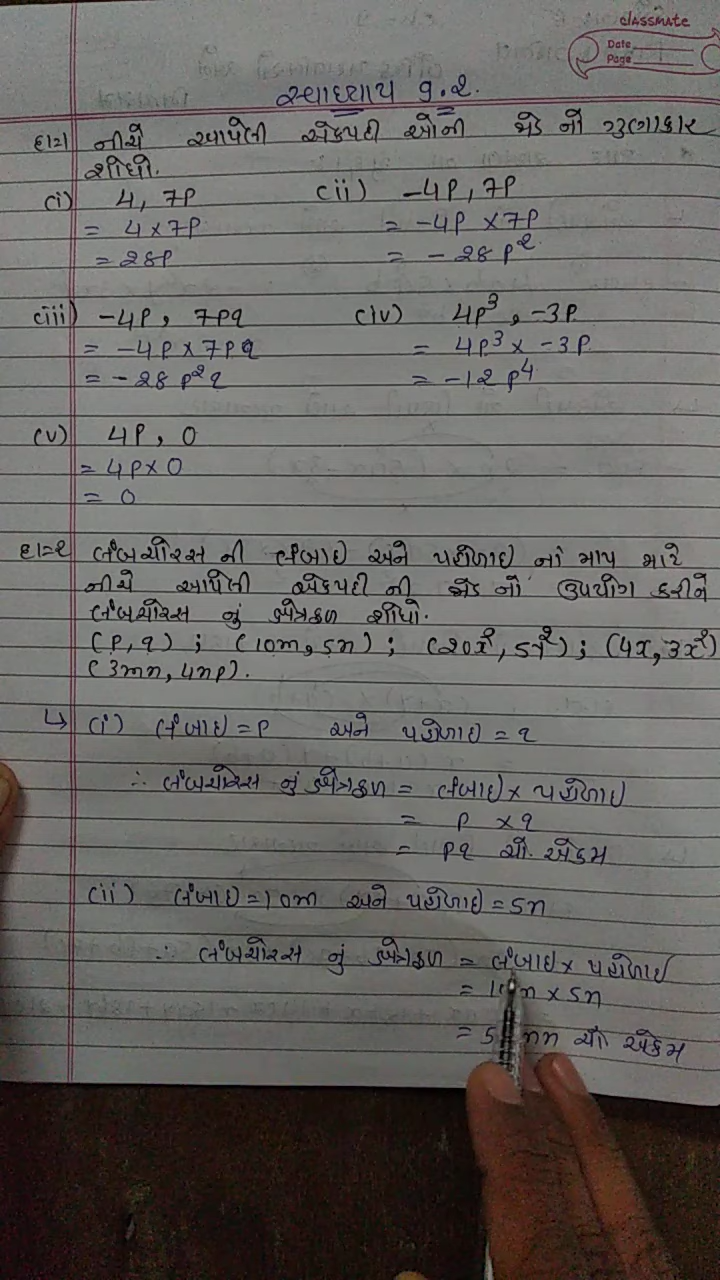 classmate
Date
Page
સ્વાધ્યાય 9.2.
દા=1 નીચે આપેલી એકપદી ઓની જોડ નો ગુણાકાર
શોધો.
(i) 4, 7P (ii) -4P, 7P
= 4 x 7P = -4P x 7P
= 28P = - 28 P²
(iii) -4P, 7Pq (iv) 4P³, -3P
= -4P x 7Pq = 4P³ x -3P
= - 28 P²q = -12 P⁴
(v) 4P, 0
= 4P x 0
= 0
દા=2 લંબચોરસ ની લંબાઇ અને પહોળાઇ નાં માપ માટે
નીચે આપેલી એકપદી ની જોડ નો ઉપયોગ કરીને
લંબચોરસ નું ક્ષેત્રફળ શોધો.
(P, q) ; (10m, 5n) ; (20x², 5y²) ; (4x, 3x²)
(3mn, 4np).
↳ (i) લંબાઇ = P અને પહોળાઇ = q
∴ લંબચોરસ નું ક્ષેત્રફળ = લંબાઇ x પહોળાઇ
= P x q
= Pq ચો. એકમ
(ii) લંબાઇ = 10m અને પહોળાઇ = 5n
∴ લંબચોરસ નું ક્ષેત્રફળ = લંબાઇ x પહોળાઇ
= 10m x 5n
= 50mn ચો. એકમ